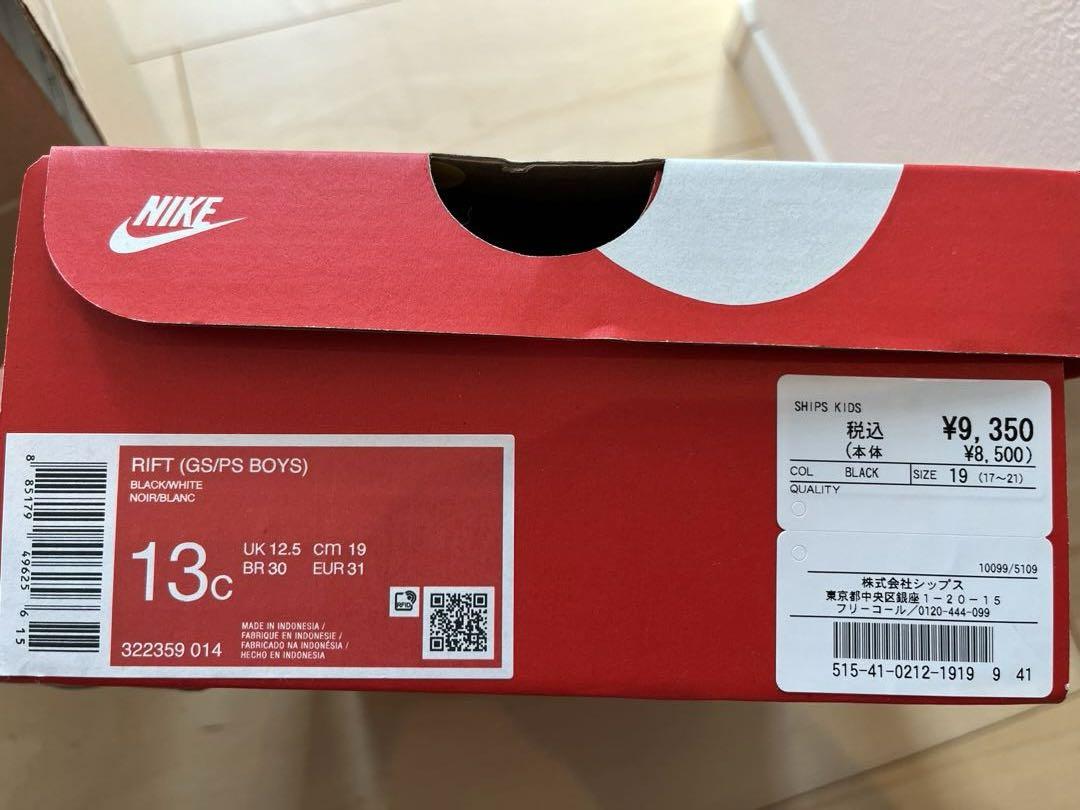 NIKE
RIFT (GS/PS BOYS)
BLACK/WHITE
NOIR/BLANC
13C
UK 12.5 cm 19
BR 30 EUR 31
RFID
322359 014
MADE IN INDONESIA /
FABRIQUE EN INDONESIE /
FABRICADO NA INDONÉSIA /
HECHO EN INDONESIA
8 85179 49625 6 15
SHIPS KIDS
税込 ¥9,350
(本体 ¥8,500)
COL BLACK SIZE 19 (17～21)
QUALITY
10099/5109
株式会社シップス
東京都中央区銀座1-20-15
フリーコール/0120-444-099
515-41-0212-1919 9 41